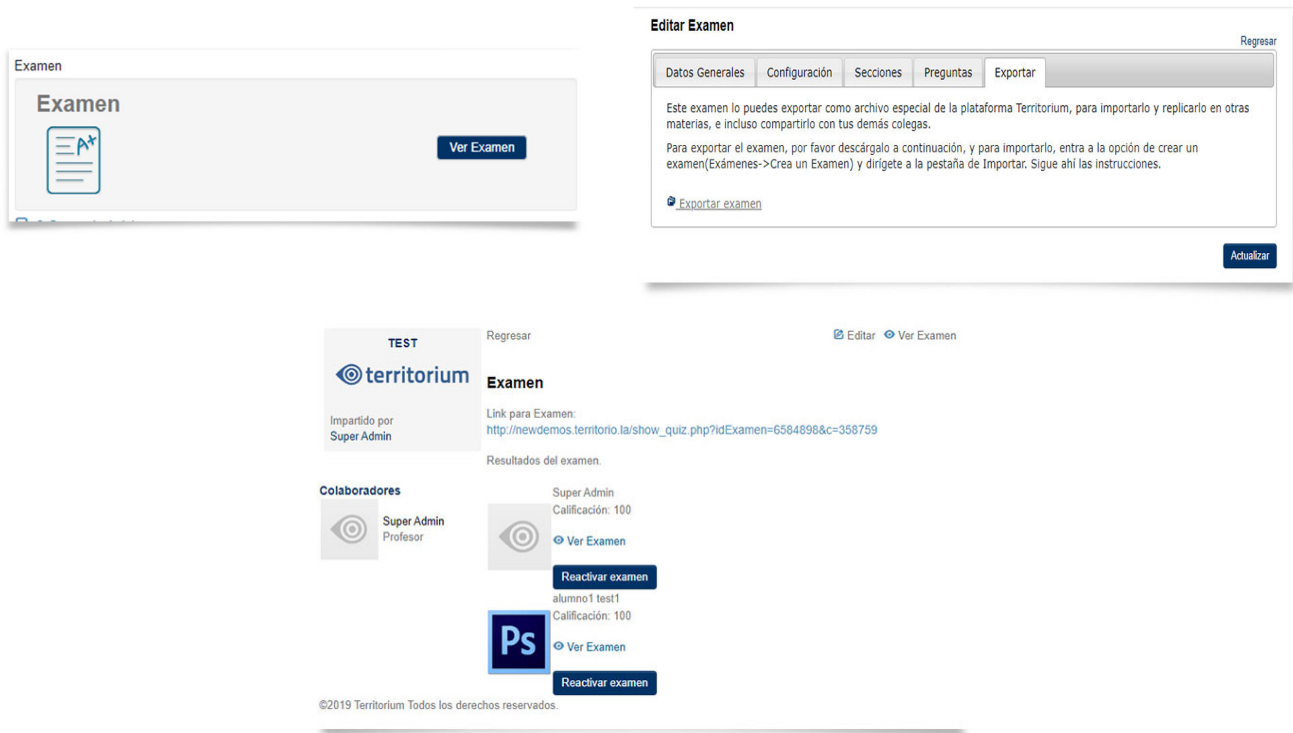 Examen
Examen
A+
Ver Examen
Editar Examen
Regresar
Datos Generales
Configuración
Secciones
Preguntas
Exportar
Este examen lo puedes exportar como archivo especial de la plataforma Territorium, para importarlo y replicarlo en otras
materias, e incluso compartirlo con tus demás colegas.
Para exportar el examen, por favor descárgalo a continuación, y para importarlo, entra a la opción de crear un
examen(Exámenes->Crea un Examen) y dirígete a la pestaña de Importar. Sigue ahí las instrucciones.
Exportar examen
Actualizar
TEST
territorium
Impartido por
Super Admin
Colaboradores
Super Admin
Profesor
Regresar
Editar
Ver Examen
Examen
Link para Examen:
http://newdemos.territorio.la/show_quiz.php?idExamen=6584898&c=358759
Resultados del examen.
Super Admin
Calificación: 100
Ver Examen
Reactivar examen
alumno1 test1
Calificación: 100
Ps
Ver Examen
Reactivar examen
©2019 Territorium Todos los derechos reservados.